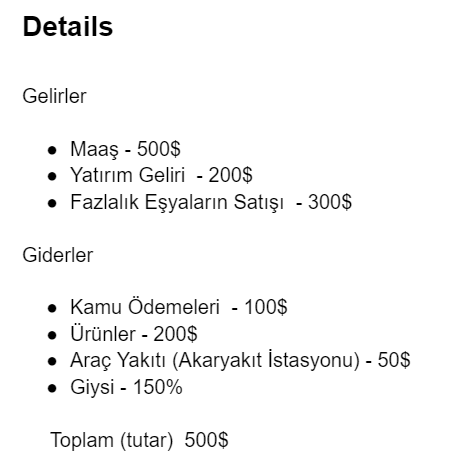 Details
Gelirler
● Maaş - 500$
● Yatırım Geliri - 200$
● Fazlalık Eşyaların Satışı - 300$
Giderler
● Kamu Ödemeleri - 100$
● Ürünler - 200$
● Araç Yakıtı (Akaryakıt İstasyonu) - 50$
● Giysi - 150%
Toplam (tutar) 500$